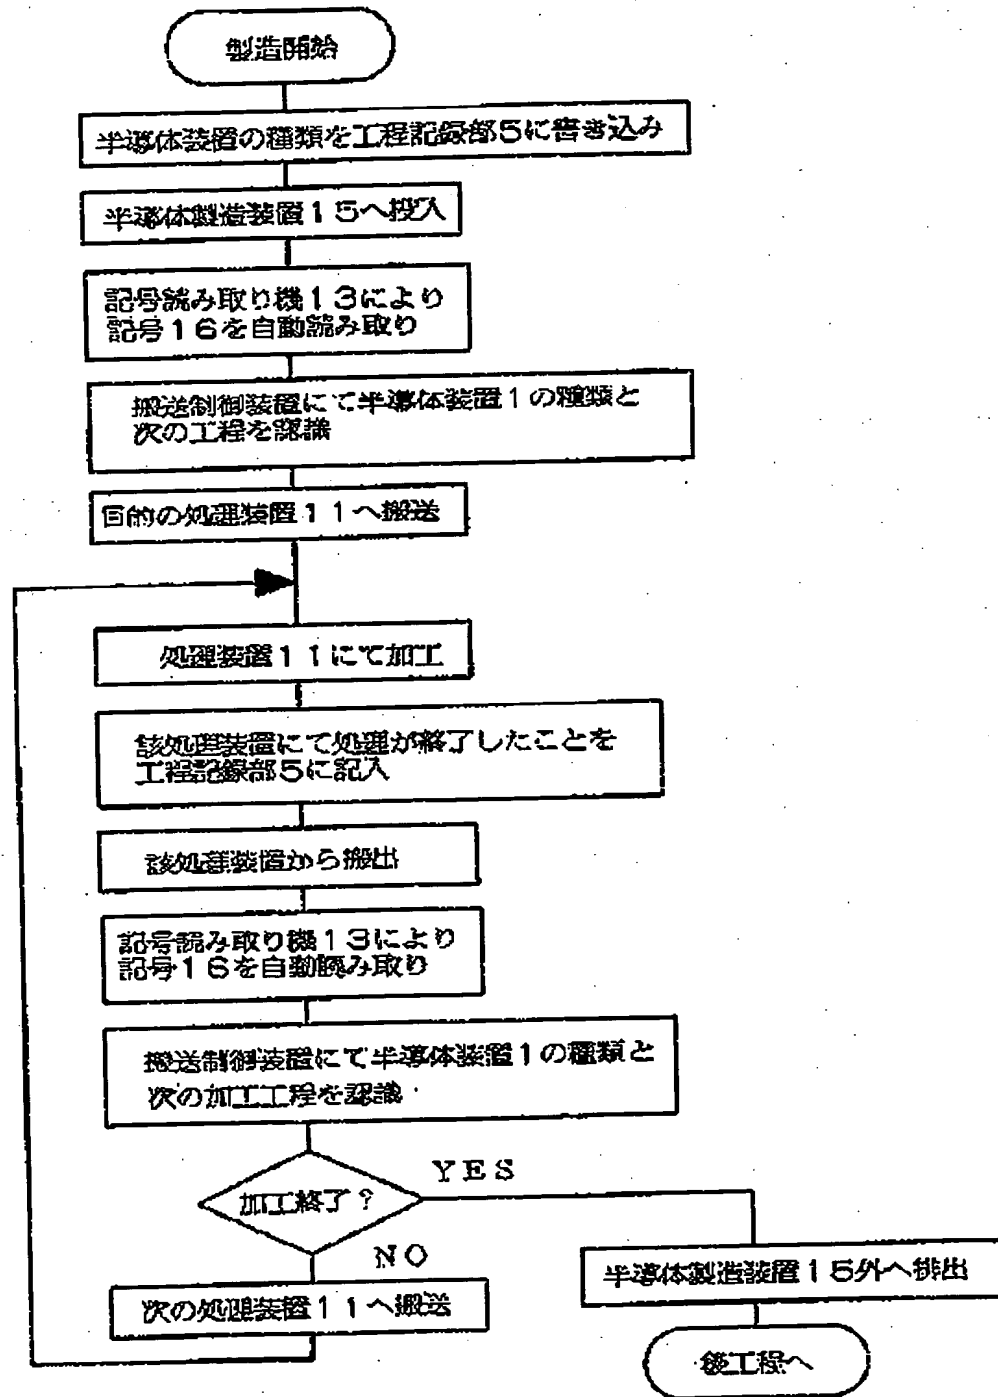 製造開始
半導体装置の種類を工程記録部5に書き込み
半導体製造装置15へ投入
記号読み取り機13により
記号16を自動読み取り
搬送制御装置にて半導体装置1の種類と
次の工程を認識
目的の処理装置11へ搬送
処理装置11にて加工
該処理装置にて処理が終了したことを
工程記録部5に記入
該処理装置から搬出
記号読み取り機13により
記号16を自動読み取り
搬送制御装置にて半導体装置1の種類と
次の加工工程を認識
加工終了?
YES
NO
半導体製造装置15外へ排出
次の処理装置11へ搬送
後工程へ